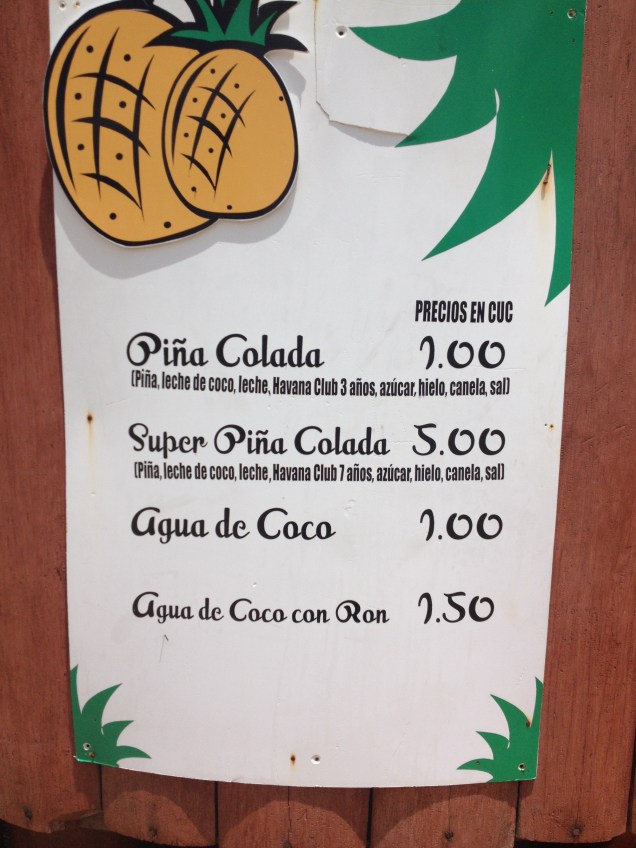 PRECIOS EN CUC
Piña Colada 1.00
(Piña, leche de coco, leche, Havana Club 3 años, azúcar, hielo, canela, sal)
Super Piña Colada 5.00
(Piña, leche de coco, leche, Havana Club 7 años, azúcar, hielo, canela, sal)
Agua de Coco 1.00
Agua de Coco con Ron 1.50